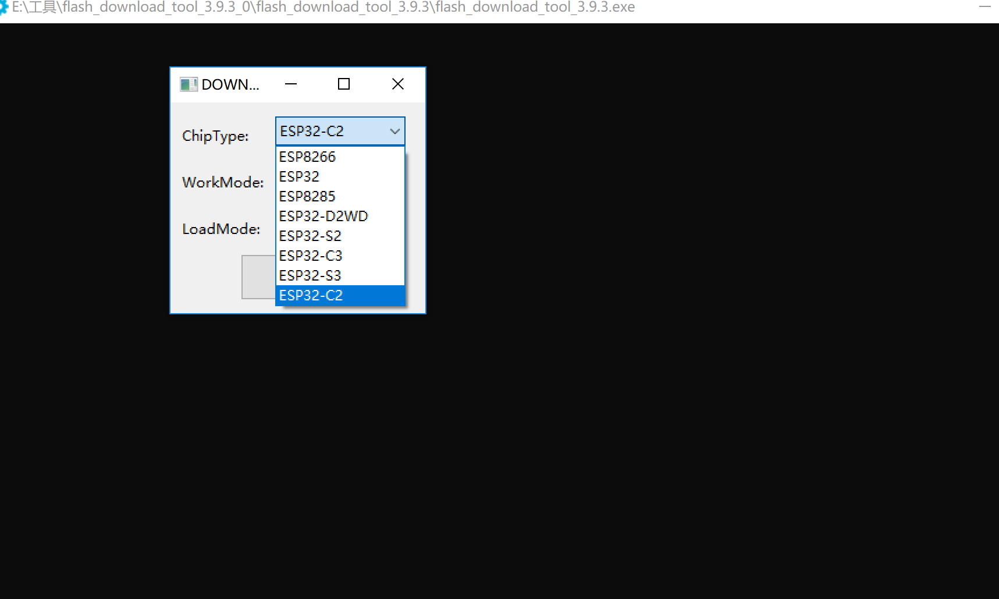 E:\工具\flash_download_tool_3.9.3_0\flash_download_tool_3.9.3\flash_download_tool_3.9.3.exe
DOWN...
ChipType:
ESP32-C2
ESP8266
ESP32
ESP8285
ESP32-D2WD
ESP32-S2
ESP32-C3
ESP32-S3
ESP32-C2
WorkMode:
LoadMode: